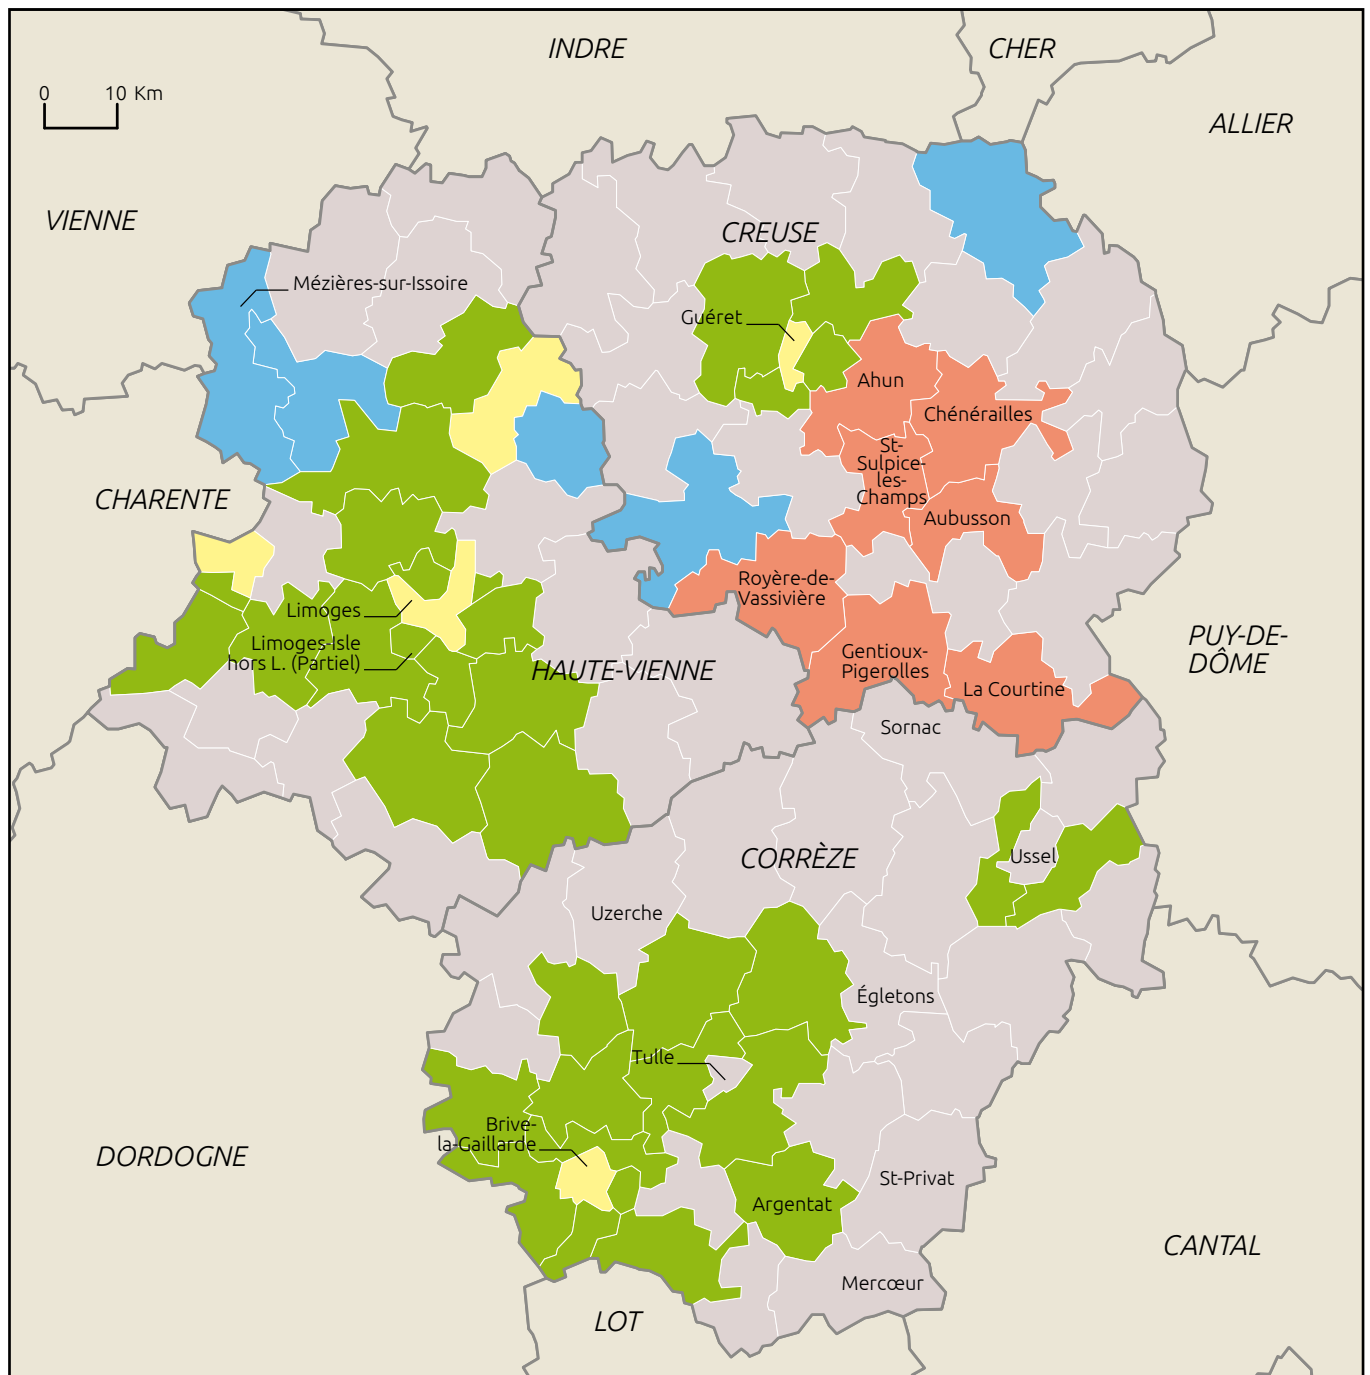 INDRE
CHER
0 10 Km
ALLIER
VIENNE
CREUSE
Mézières-sur-Issoire
Guéret
Ahun
Chénérailles
St-
Sulpice-
les-
Champs
CHARENTE
Aubusson
Royère-de-
Vassivière
Limoges
Limoges-Isle
hors L. (Partiel)
HAUTE-VIENNE
Gentioux-
Pigerolles
La Courtine
PUY-DE-
DÔME
Sornac
CORRÈZE
Ussel
Uzerche
Égletons
Tulle
Brive-
la-Gaillarde
DORDOGNE
St-Privat
Argentat
CANTAL
Mercœur
LOT